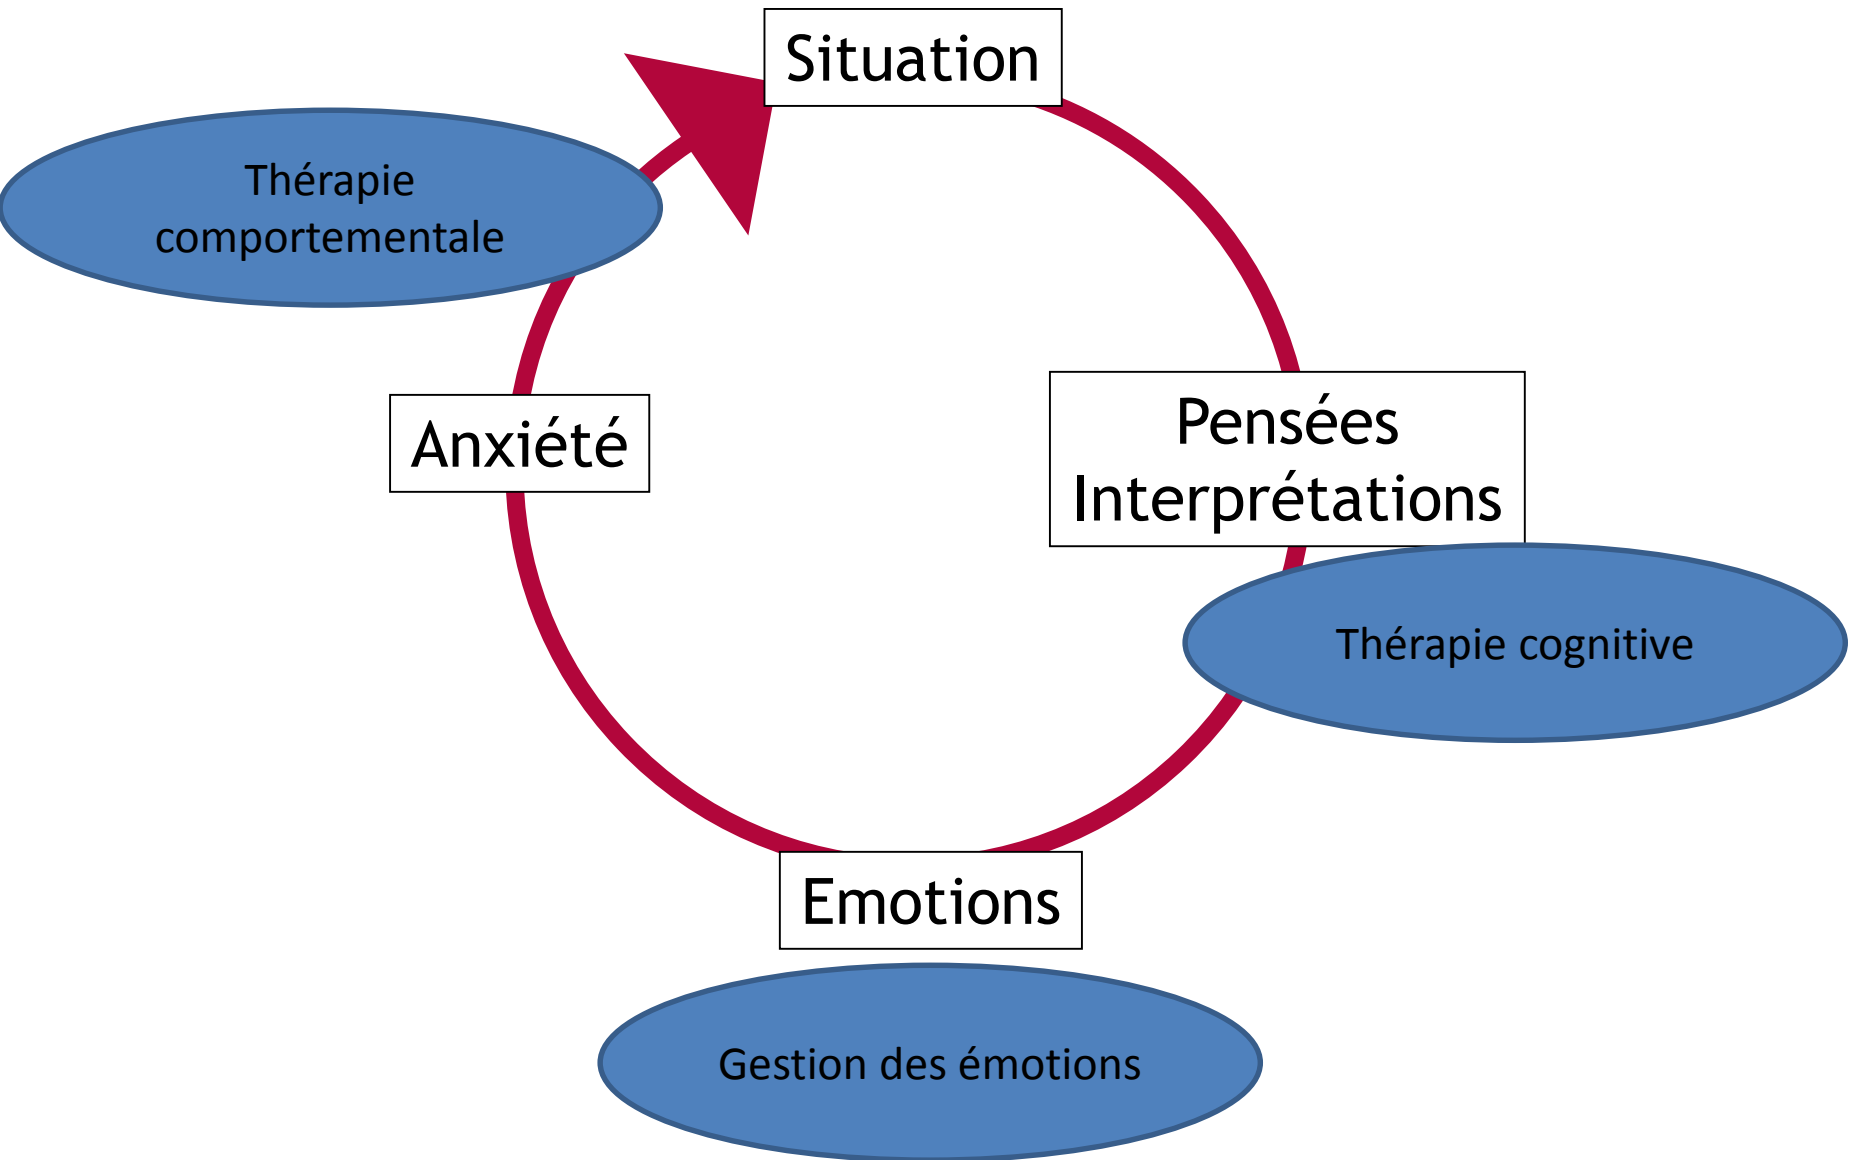 Situation
Thérapie
comportementale
Anxiété
Pensées
Interprétations
Thérapie cognitive
Emotions
Gestion des émotions